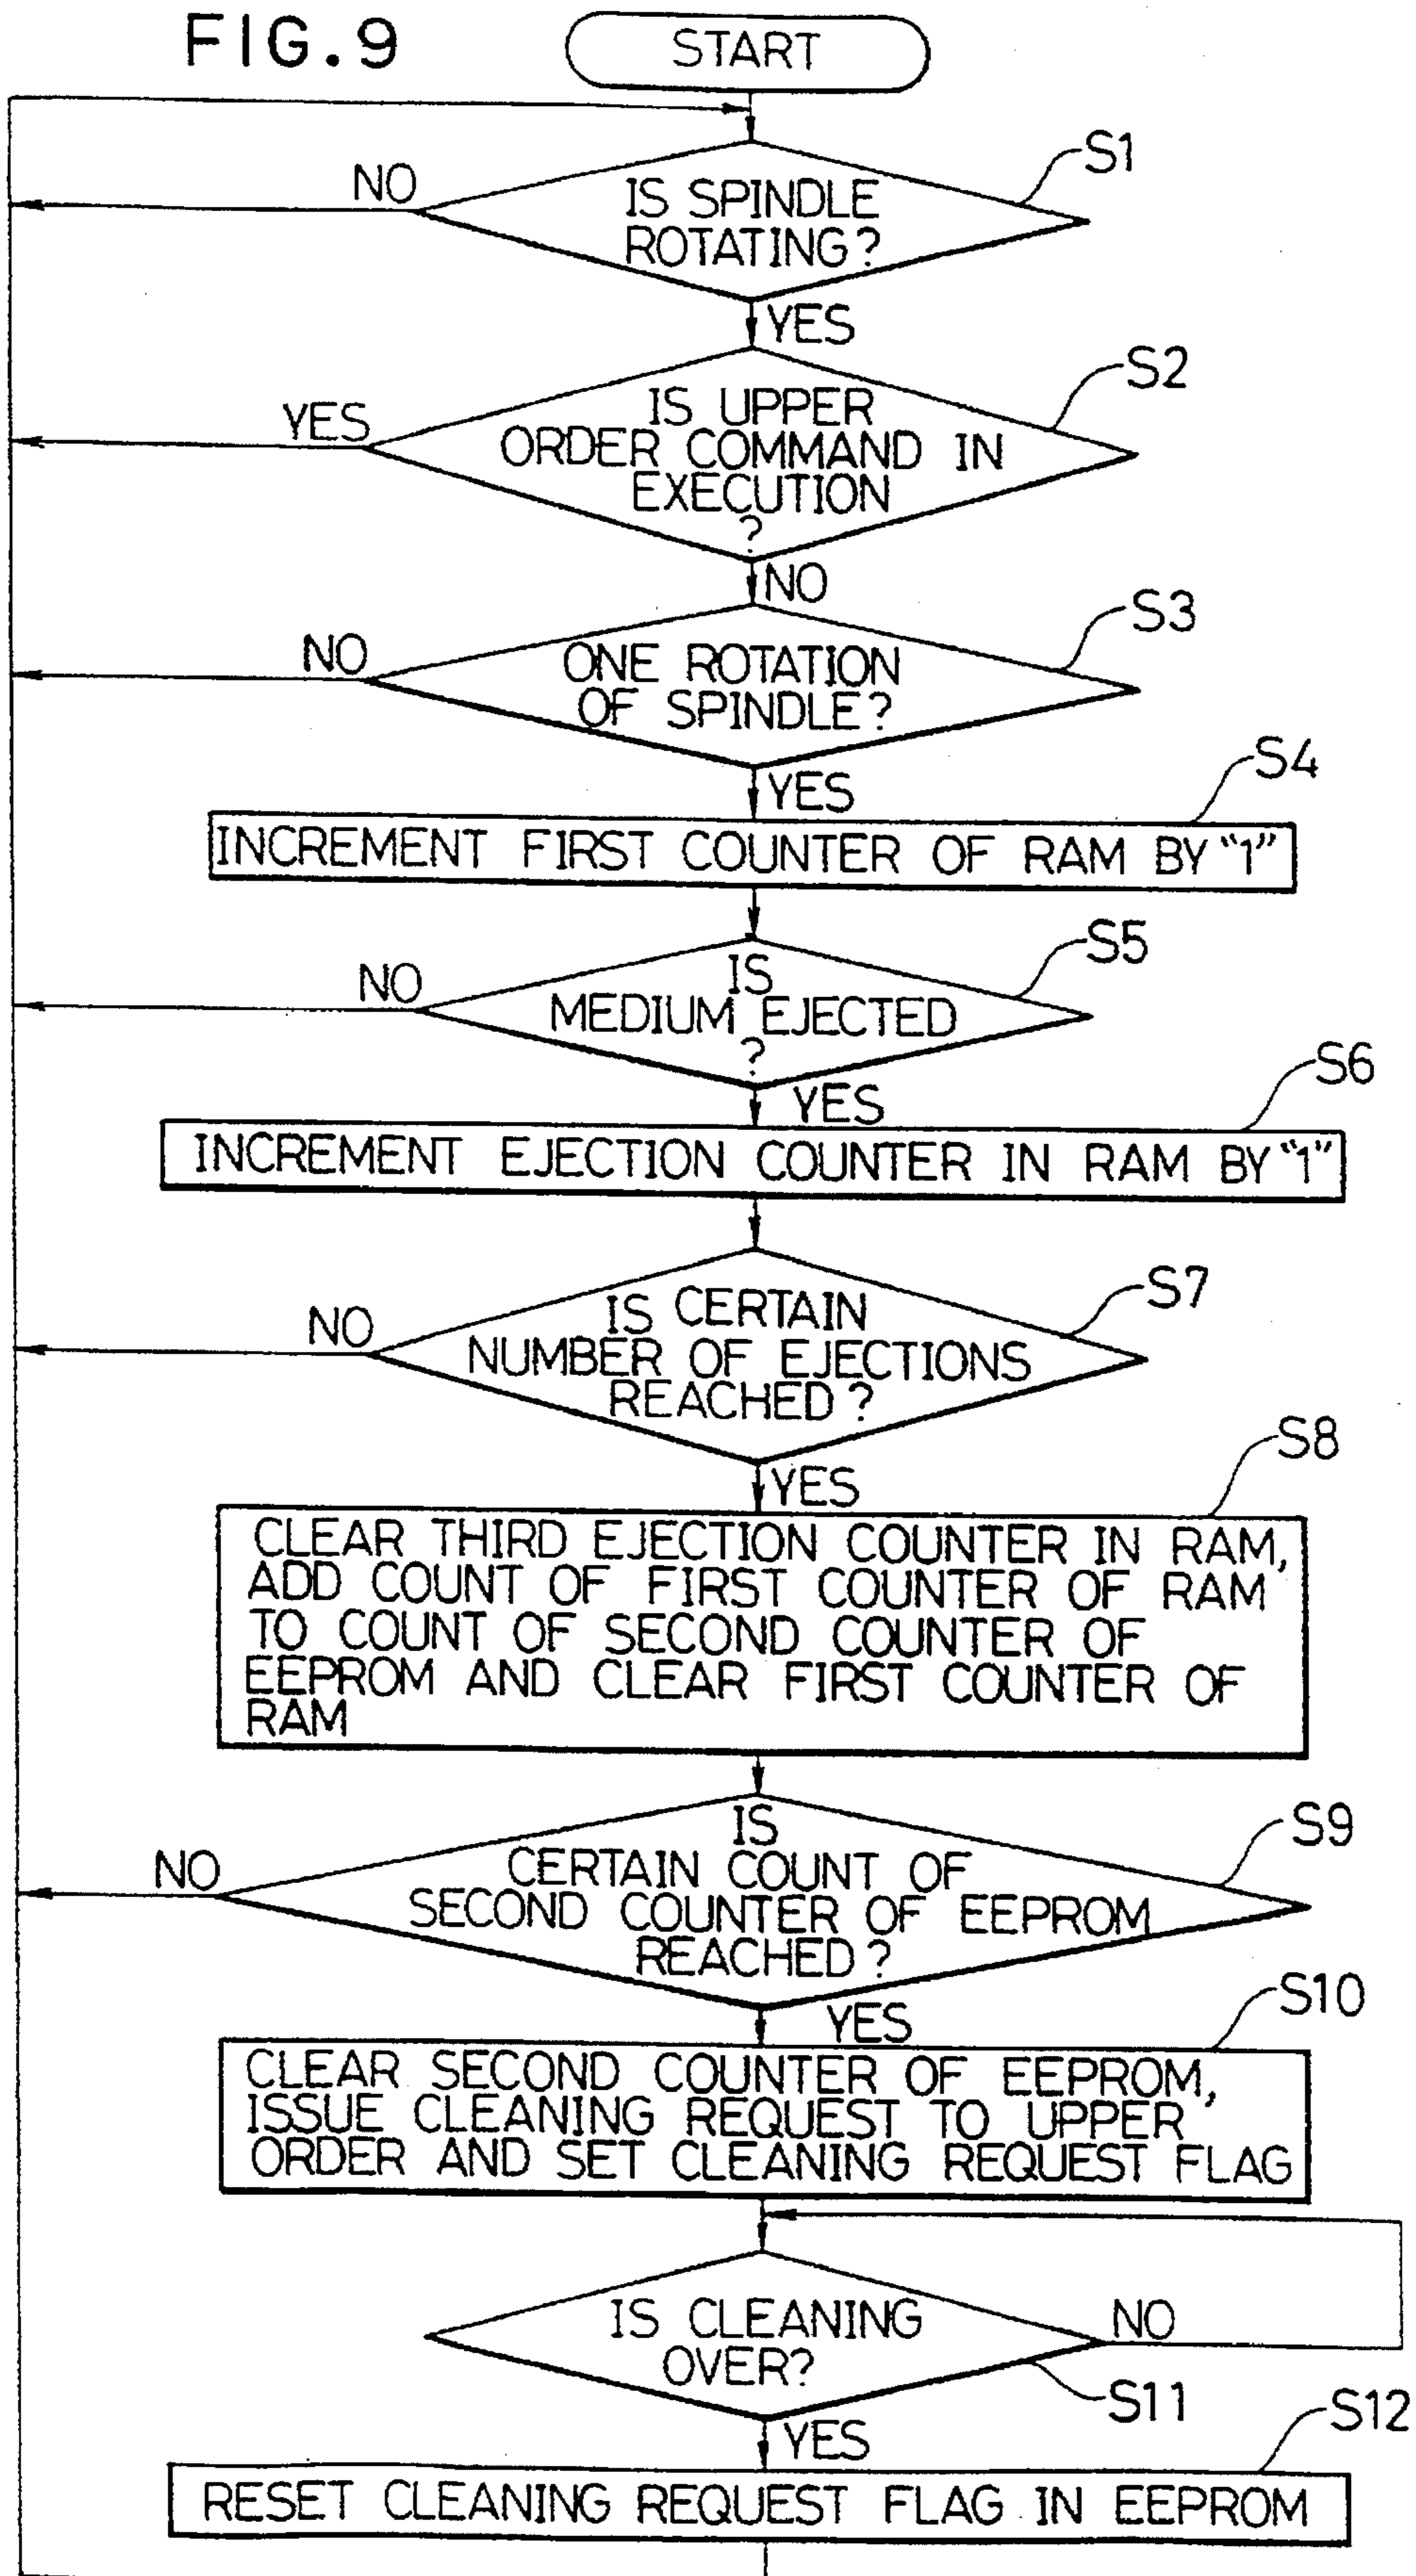 FIG.9
START
S1
NO
IS SPINDLE
ROTATING?
YES
S2
YES
IS UPPER
ORDER COMMAND IN
EXECUTION
?
NO
S3
NO
ONE ROTATION
OF SPINDLE?
YES
S4
INCREMENT FIRST COUNTER OF RAM BY “1”
S5
NO
IS
MEDIUM EJECTED
?
YES
S6
INCREMENT EJECTION COUNTER IN RAM BY “1”
S7
NO
IS CERTAIN
NUMBER OF EJECTIONS
REACHED?
YES
S8
CLEAR THIRD EJECTION COUNTER IN RAM,
ADD COUNT OF FIRST COUNTER OF RAM
TO COUNT OF SECOND COUNTER OF
EEPROM AND CLEAR FIRST COUNTER OF
RAM
S9
NO
IS
CERTAIN COUNT OF
SECOND COUNTER OF EEPROM
REACHED?
YES
S10
CLEAR SECOND COUNTER OF EEPROM,
ISSUE CLEANING REQUEST TO UPPER
ORDER AND SET CLEANING REQUEST FLAG
IS CLEANING
OVER?
NO
S11
YES
S12
RESET CLEANING REQUEST FLAG IN EEPROM